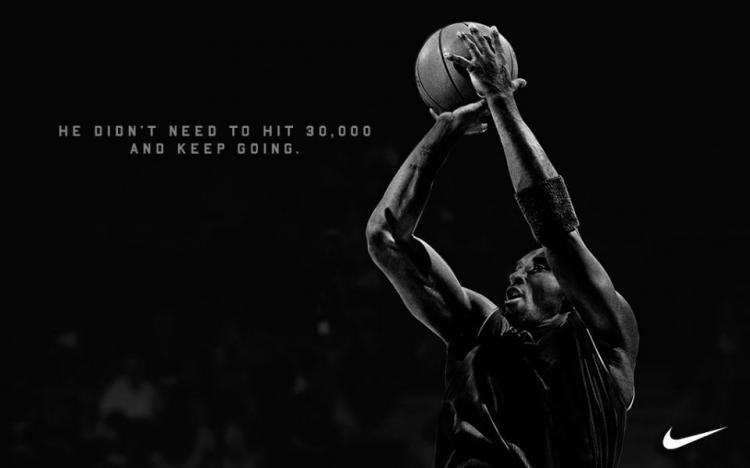 HE DIDN'T NEED TO HIT 30,000
AND KEEP GOING.